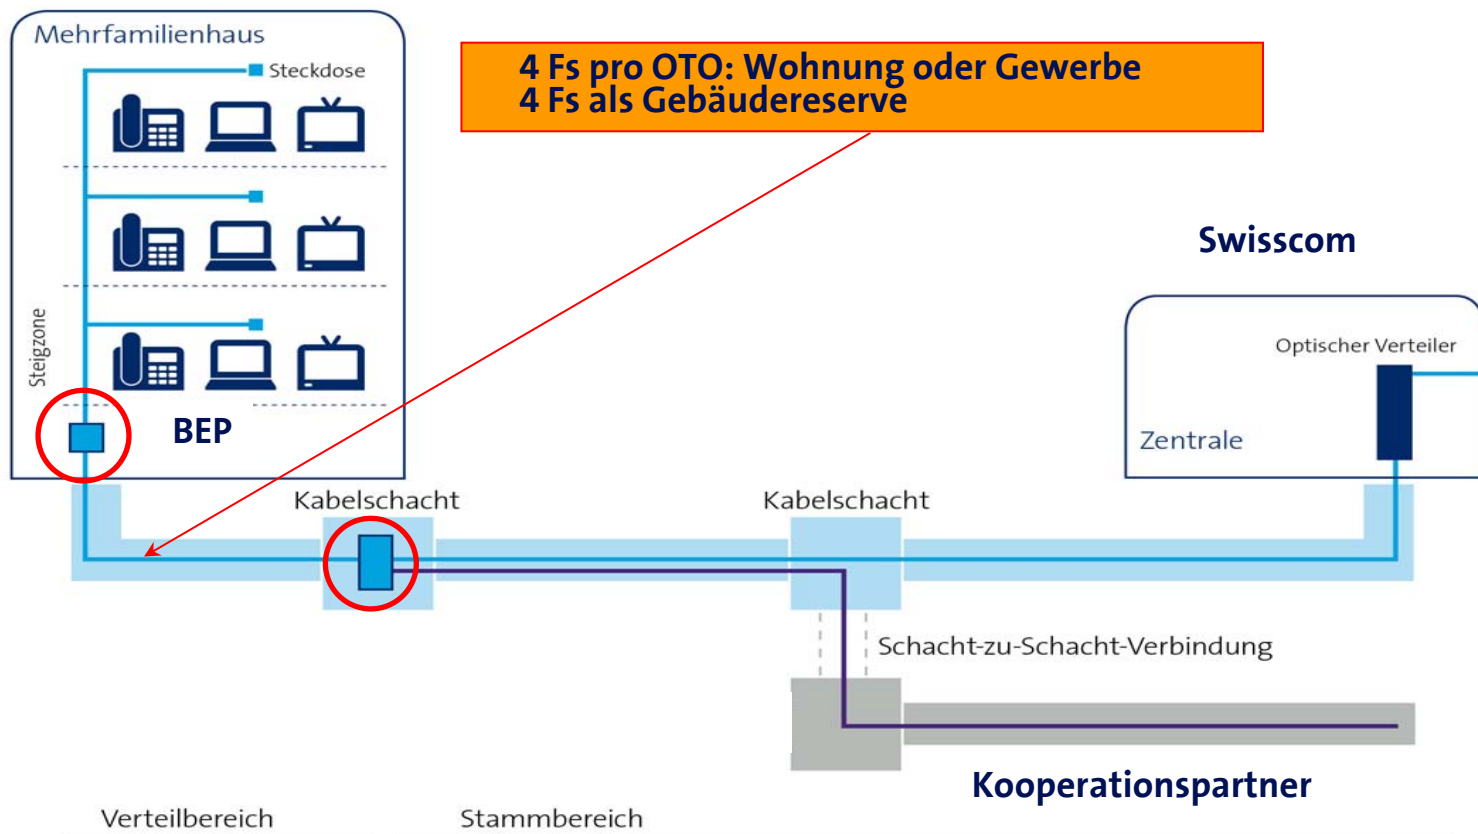 Mehrfamilienhaus
Steckdose
4 Fs pro OTO: Wohnung oder Gewerbe
4 Fs als Gebäudereserve
Swisscom
Steigzone
Optischer Verteiler
BEP
Zentrale
Kabelschacht
Kabelschacht
Schacht-zu-Schacht-Verbindung
Kooperationspartner
Verteilbereich
Stammbereich